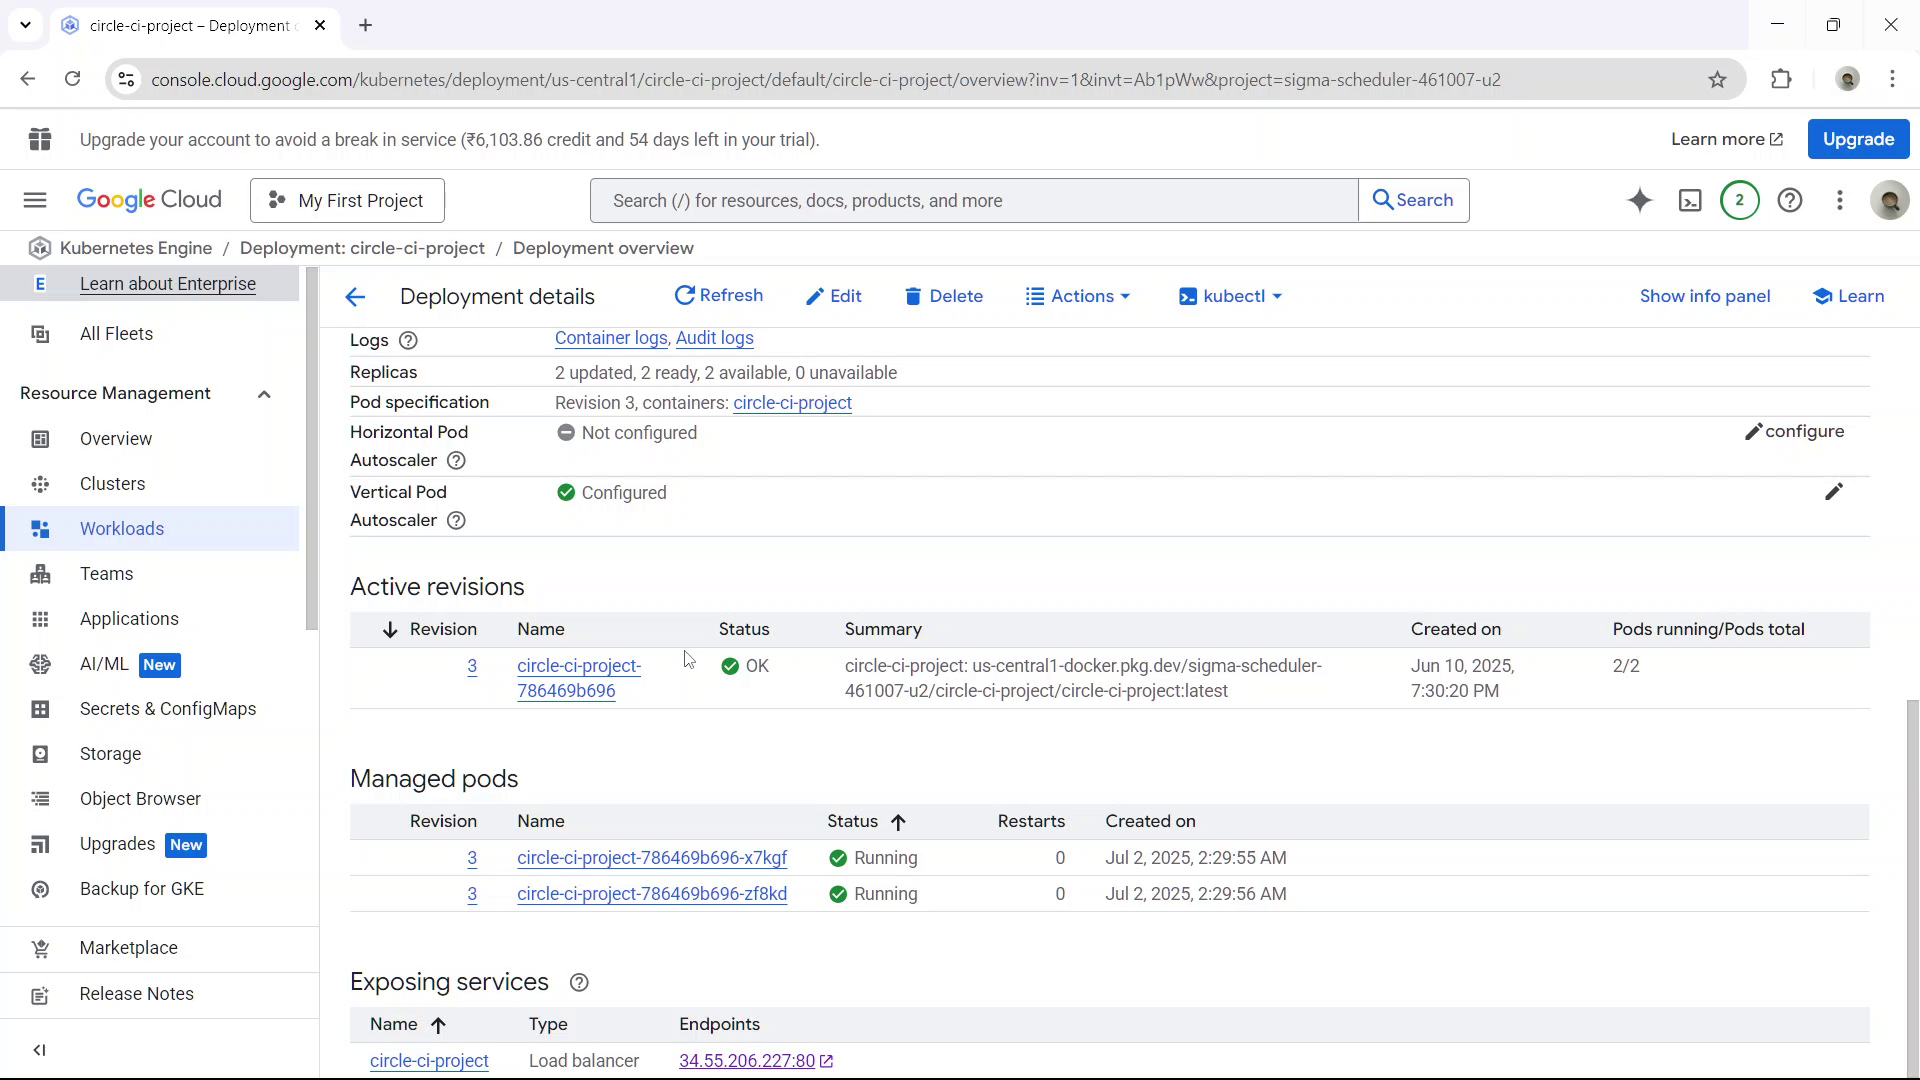 circle-ci-project – Deployment
console.cloud.google.com/kubernetes/deployment/us-central1/circle-ci-project/default/circle-ci-project/overview?inv=1&invt=Ab1pWw&project=sigma-scheduler-461007-u2
Upgrade your account to avoid a break in service (₹6,103.86 credit and 54 days left in your trial).
Learn more
Upgrade
Google Cloud
My First Project
Search (/) for resources, docs, products, and more
Search
2
Kubernetes Engine / Deployment: circle-ci-project / Deployment overview
E Learn about Enterprise
All Fleets
Resource Management
Overview
Clusters
Workloads
Teams
Applications
AI/ML New
Secrets & ConfigMaps
Storage
Object Browser
Upgrades New
Backup for GKE
Marketplace
Release Notes
Deployment details
Refresh
Edit
Delete
Actions
kubectl
Show info panel
Learn
Logs Container logs, Audit logs
Replicas 2 updated, 2 ready, 2 available, 0 unavailable
Pod specification Revision 3, containers: circle-ci-project
Horizontal Pod Autoscaler Not configured configure
Vertical Pod Autoscaler Configured
Active revisions
Revision Name Status Summary Created on Pods running/Pods total
3 circle-ci-project-786469b696 OK circle-ci-project: us-central1-docker.pkg.dev/sigma-scheduler-461007-u2/circle-ci-project/circle-ci-project:latest Jun 10, 2025, 7:30:20 PM 2/2
Managed pods
Revision Name Status Restarts Created on
3 circle-ci-project-786469b696-x7kgf Running 0 Jul 2, 2025, 2:29:55 AM
3 circle-ci-project-786469b696-zf8kd Running 0 Jul 2, 2025, 2:29:56 AM
Exposing services
Name Type Endpoints
circle-ci-project Load balancer 34.55.206.227:80